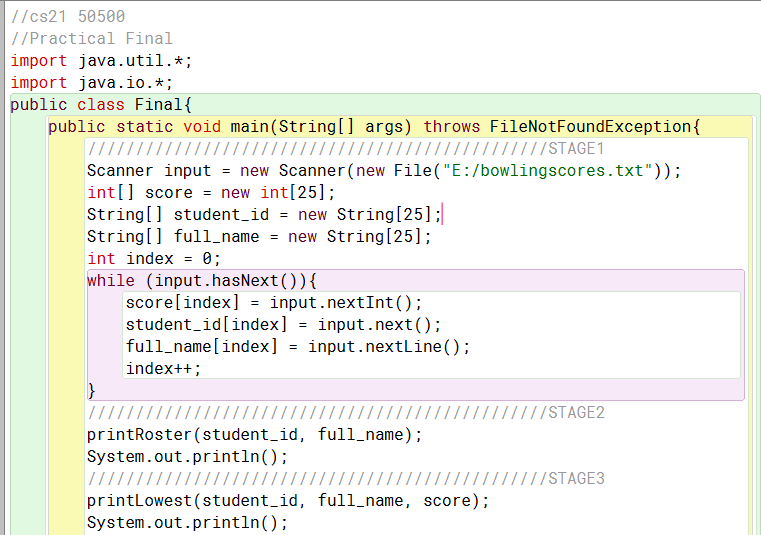 //cs21 50500
//Practical Final
import java.util.*;
import java.io.*;
public class Final{
public static void main(String[] args) throws FileNotFoundException{
////////////////////////////////////////////////STAGE1
Scanner input = new Scanner(new File("E:/bowlingscores.txt"));
int[] score = new int[25];
String[] student_id = new String[25];
String[] full_name = new String[25];
int index = 0;
while (input.hasNext()){
score[index] = input.nextInt();
student_id[index] = input.next();
full_name[index] = input.nextLine();
index++;
}
////////////////////////////////////////////////STAGE2
printRoster(student_id, full_name);
System.out.println();
////////////////////////////////////////////////STAGE3
printLowest(student_id, full_name, score);
System.out.println();